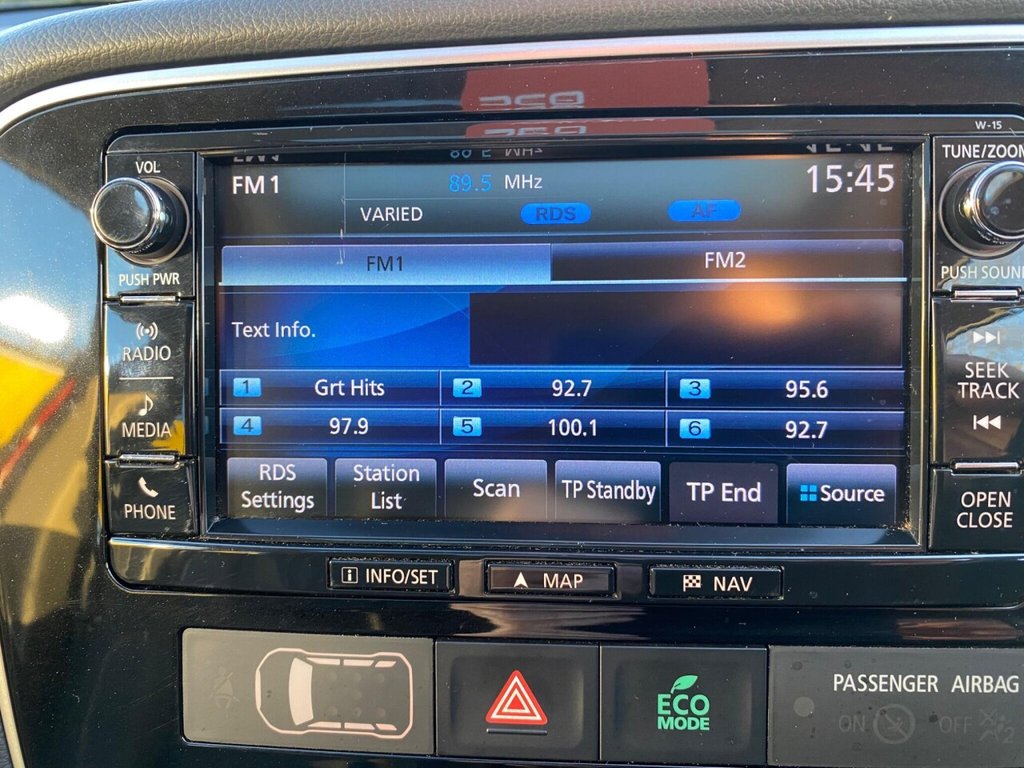 W-15
VOL
TUNE/ZOOM
FM1 89.5 MHz 15:45
VARIED RDS AF
PUSH PWR
PUSH SOUND
FM1 FM2
Text Info.
RADIO
MEDIA
PHONE
1 Grt Hits 2 92.7 3 95.6
4 97.9 5 100.1 6 92.7
RDS Settings
Station List
Scan
TP Standby
TP End
Source
SEEK
TRACK
OPEN
CLOSE
i INFO/SET
MAP
NAV
ECO
MODE
PASSENGER AIRBAG
ON OFF